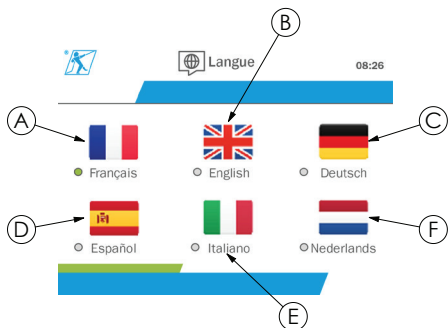 B
Langue
08:26
A
C
Français
English
Deutsch
D
F
Español
Italiano
Nederlands
E